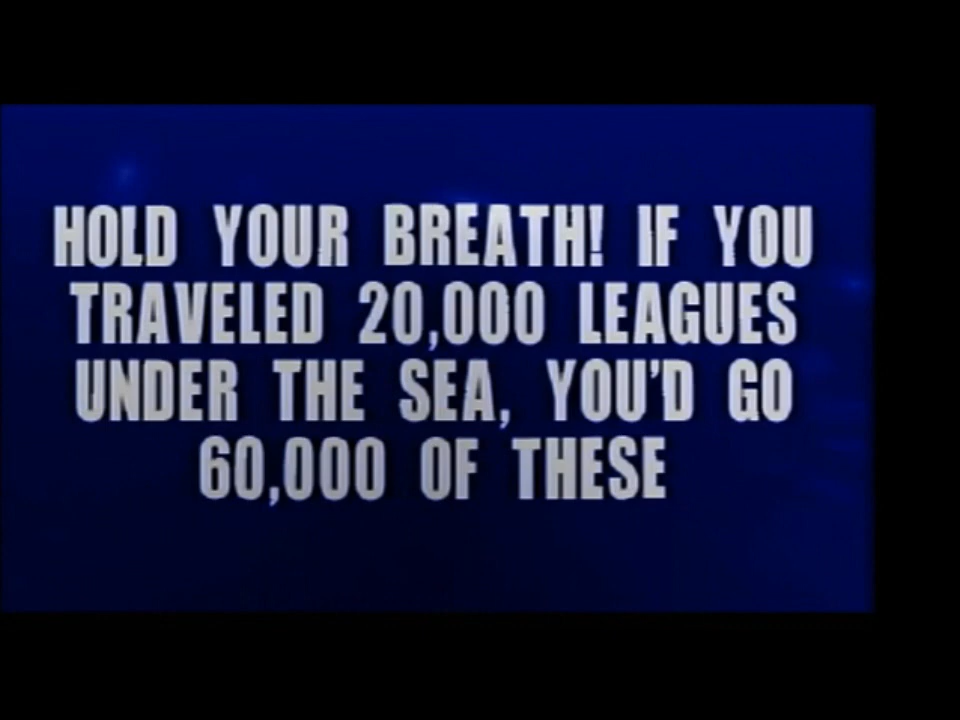 HOLD YOUR BREATH! IF YOU
TRAVELED 20,000 LEAGUES
UNDER THE SEA, YOU'D GO
60,000 OF THESE